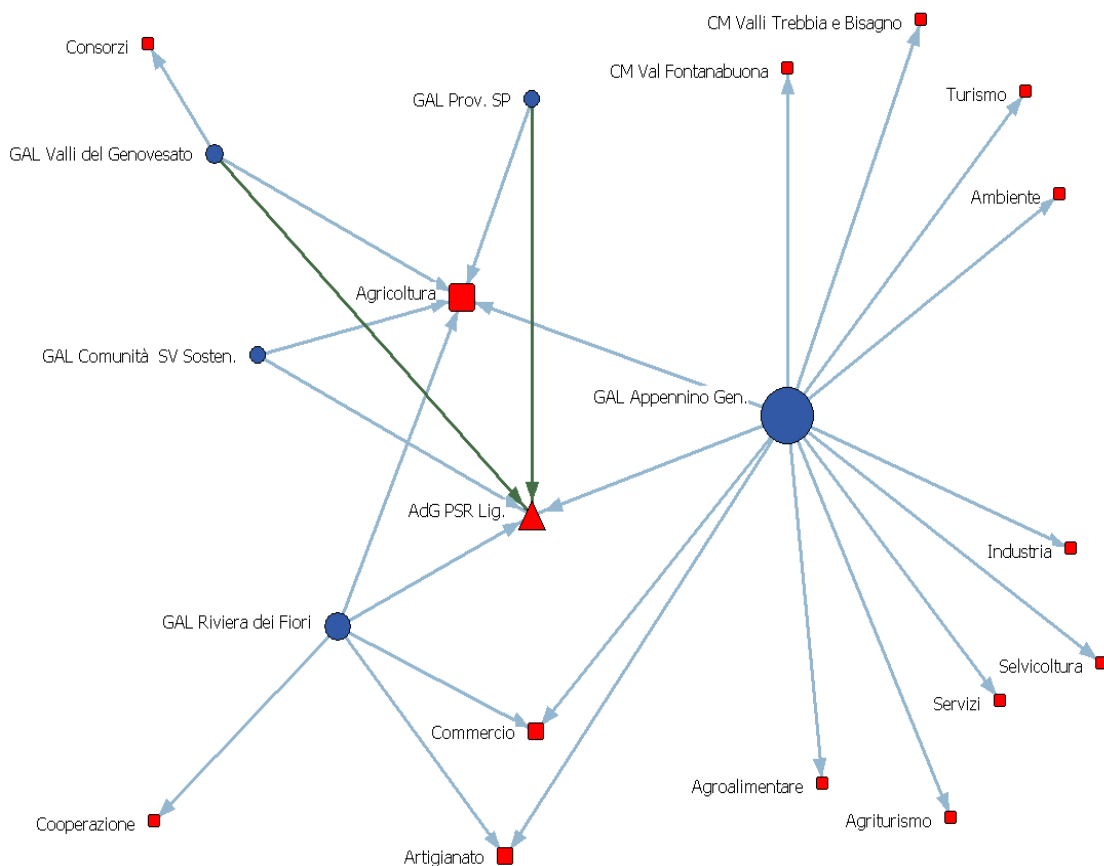 CM Valli Trebbia e Bisagno
Consorzi
CM Val Fontanabuona
Turismo
GAL Prov. SP
GAL Valli del Genovesato
Ambiente
Agricoltura
GAL Comunità  SV Sosten.
GAL Appennino Gen.
AdG PSR Lig.
Industria
GAL Riviera dei Fiori
Selvicoltura
Servizi
Commercio
Agroalimentare
Agriturismo
Cooperazione
Artigianato